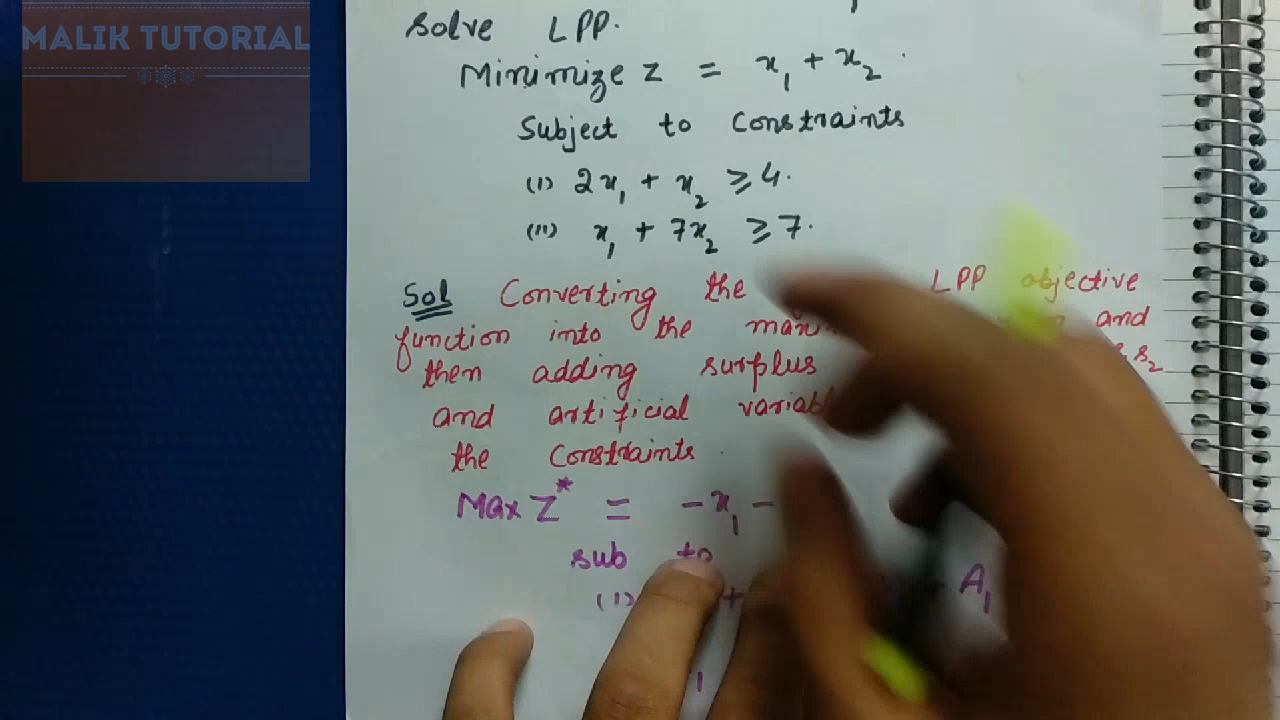 MALIK TUTORIAL
Solve LPP.
Minimize z = x₁ + x₂ .
Subject to Constraints
(I) 2x₁ + x₂ ≥ 4.
(II) x₁ + 7x₂ ≥ 7.
Sol Converting the LPP objective
function into the and
then adding surplus s₂
and artificial
the Constraints .
Max Z* = -x₁ -
sub to
(I) + A₁